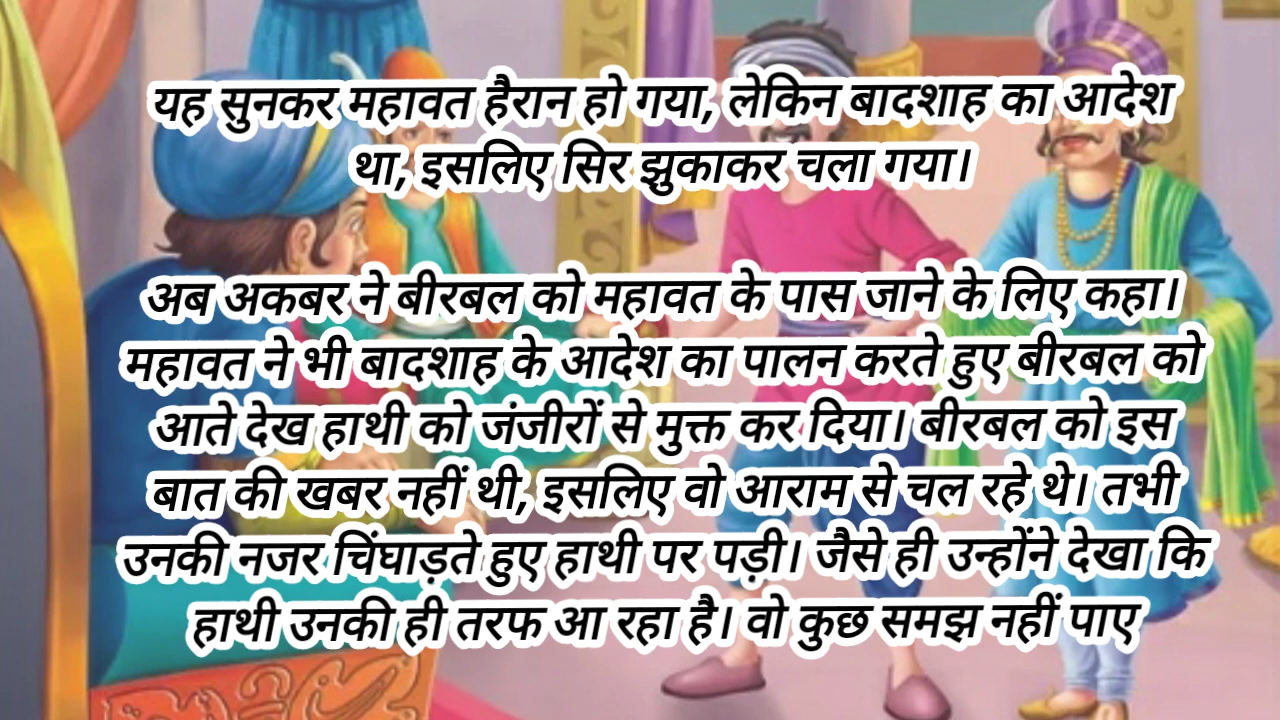 यह सुनकर महावत हैरान हो गया, लेकिन बादशाह का आदेश
था, इसलिए सिर झुकाकर चला गया।
अब अकबर ने बीरबल को महावत के पास जाने के लिए कहा।
महावत ने भी बादशाह के आदेश का पालन करते हुए बीरबल को
आते देख हाथी को जंजीरों से मुक्त कर दिया। बीरबल को इस
बात की खबर नहीं थी, इसलिए वो आराम से चल रहे थे। तभी
उनकी नजर चिंघाड़ते हुए हाथी पर पड़ी। जैसे ही उन्होंने देखा कि
हाथी उनकी ही तरफ आ रहा है। वो कुछ समझ नहीं पाए